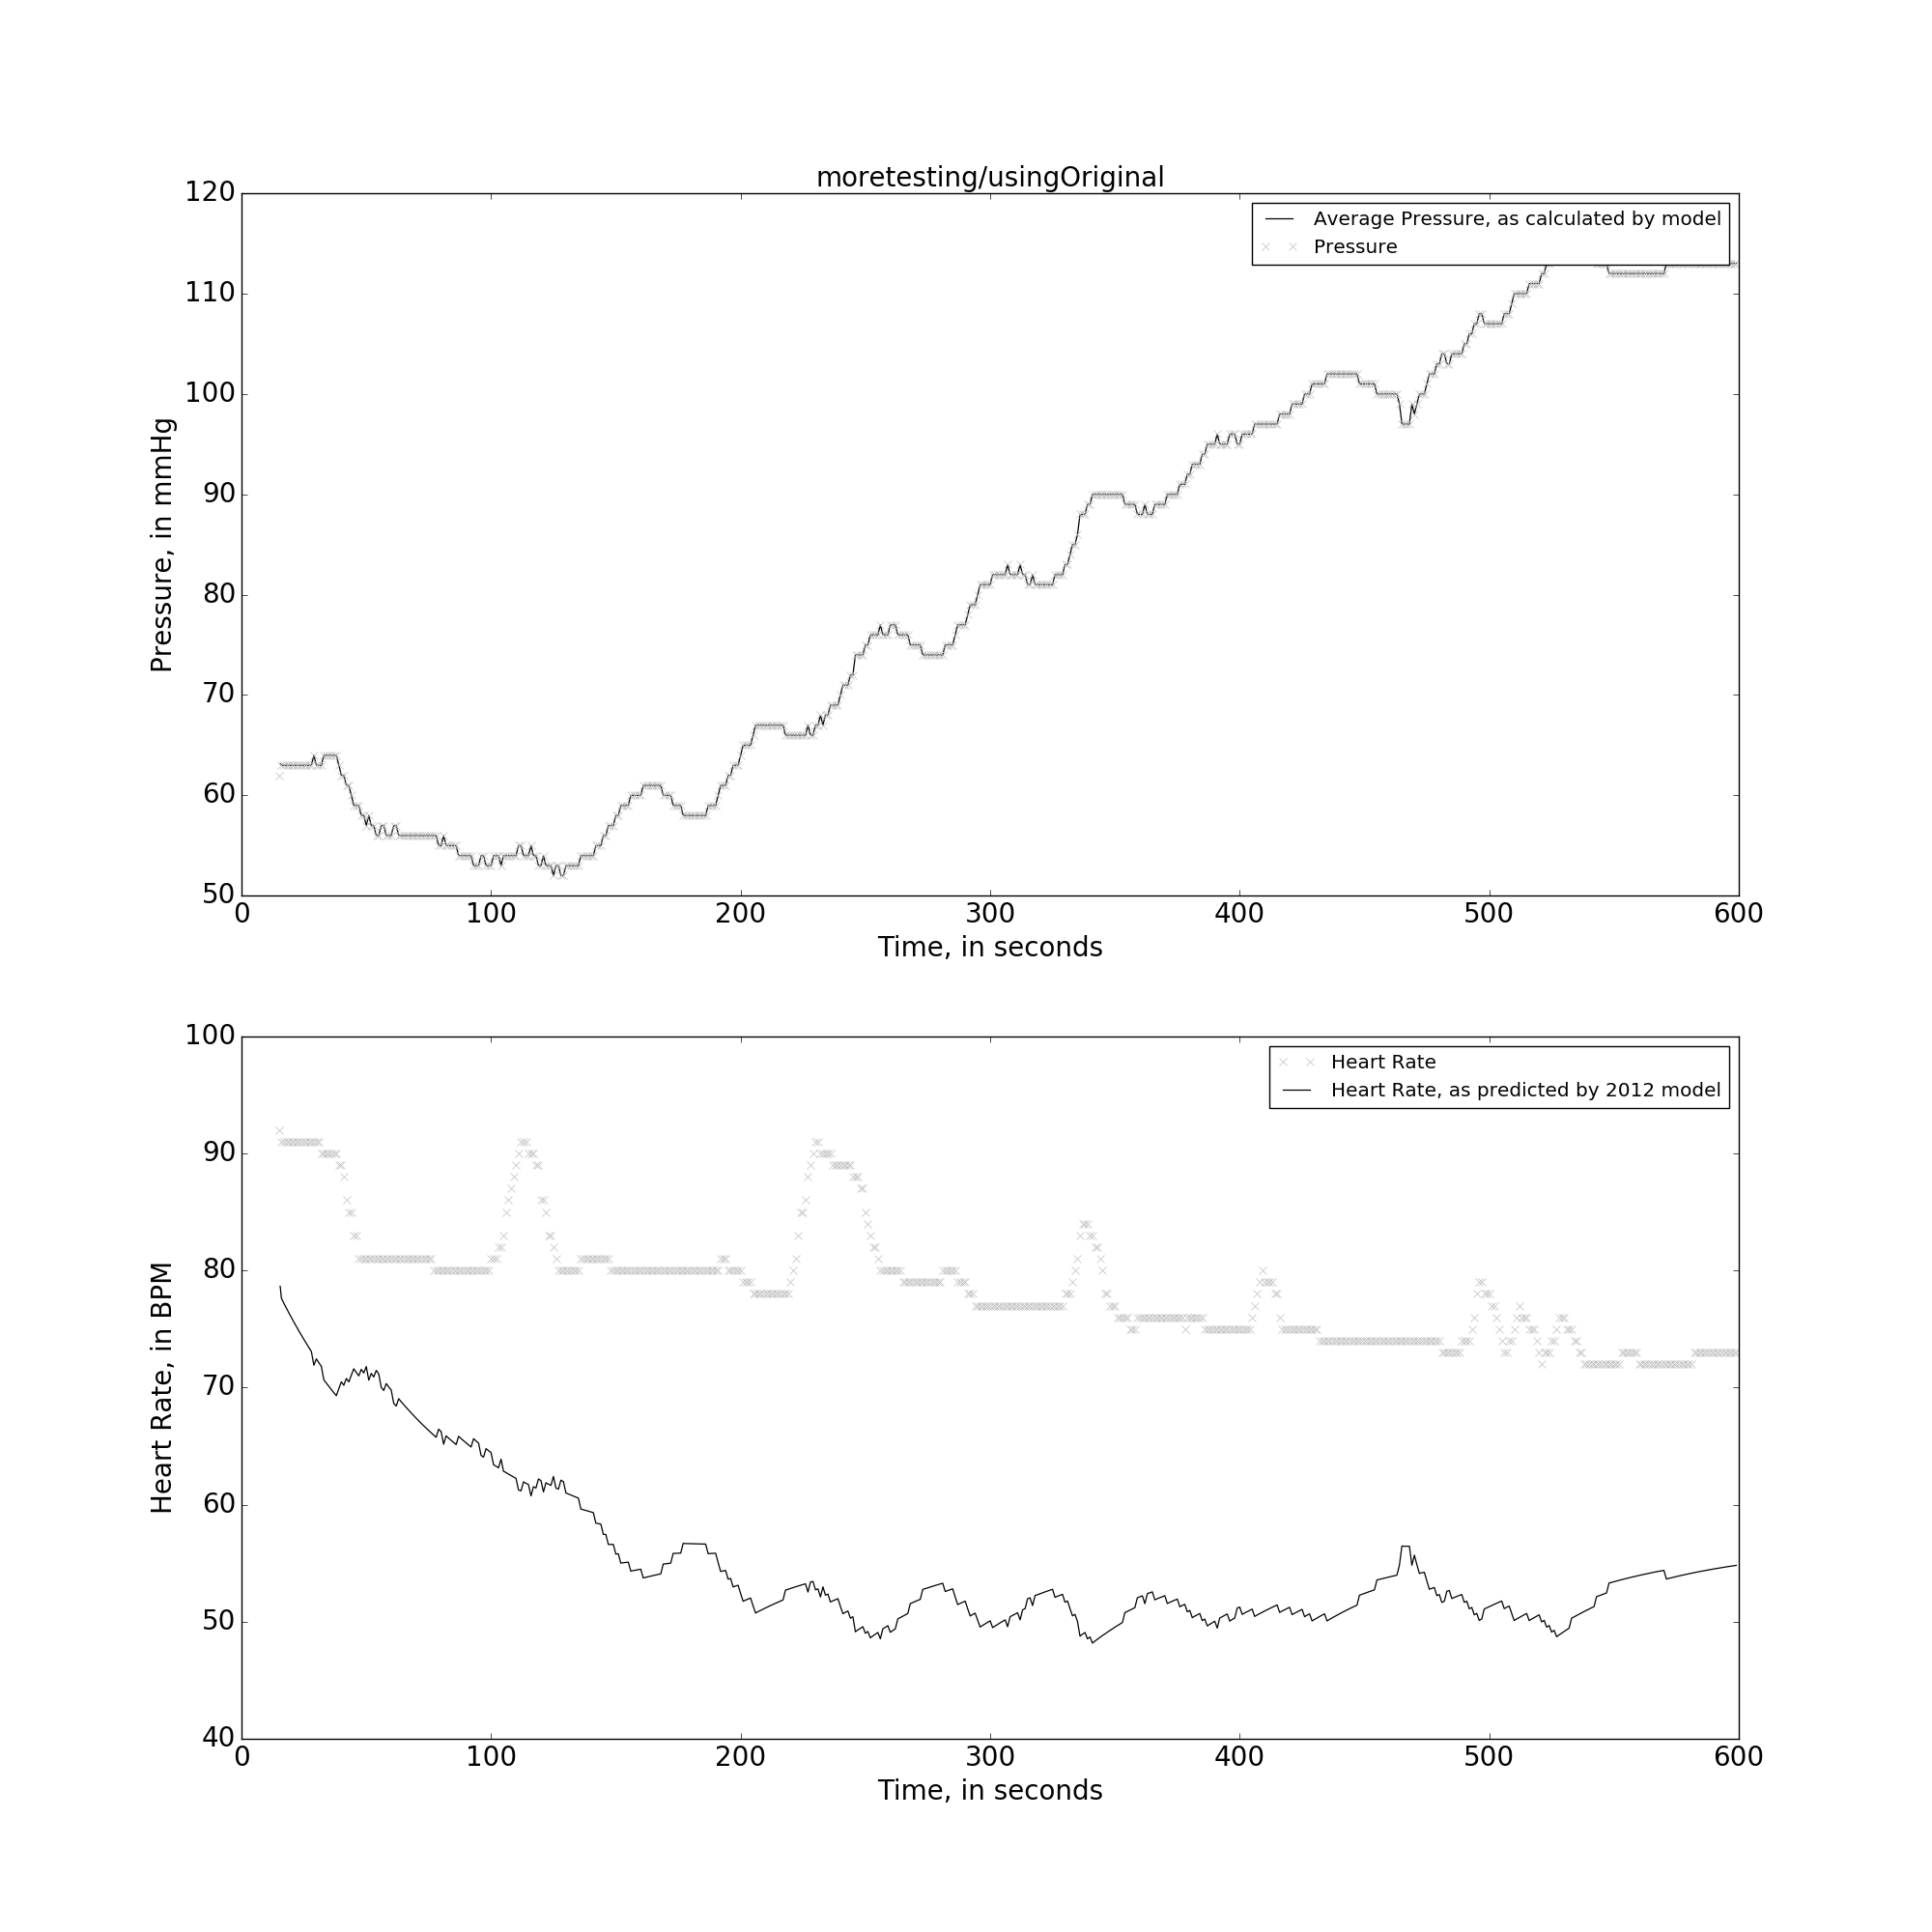 moretesting/usingOriginal
120
110
100
90
80
70
60
50
Pressure, in mmHg
Average Pressure, as calculated by model
Pressure
0 100 200 300 400 500 600
Time, in seconds
100
90
80
70
60
50
40
Heart Rate, in BPM
Heart Rate
Heart Rate, as predicted by 2012 model
0 100 200 300 400 500 600
Time, in seconds